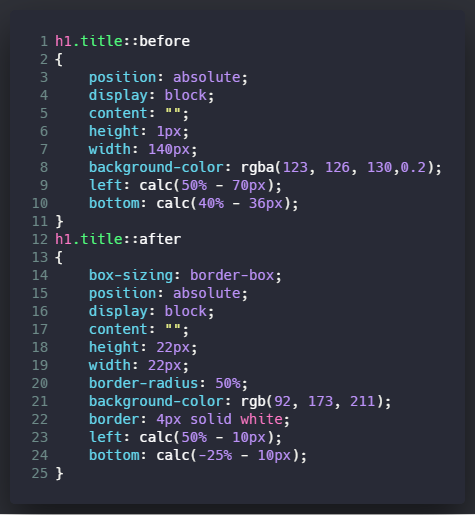 1 h1.title::before
2 {
3     position: absolute;
4     display: block;
5     content: "";
6     height: 1px;
7     width: 140px;
8     background-color: rgba(123, 126, 130,0.2);
9     left: calc(50% - 70px);
10     bottom: calc(40% - 36px);
11 }
12 h1.title::after
13 {
14     box-sizing: border-box;
15     position: absolute;
16     display: block;
17     content: "";
18     height: 22px;
19     width: 22px;
20     border-radius: 50%;
21     background-color: rgb(92, 173, 211);
22     border: 4px solid white;
23     left: calc(50% - 10px);
24     bottom: calc(-25% - 10px);
25 }